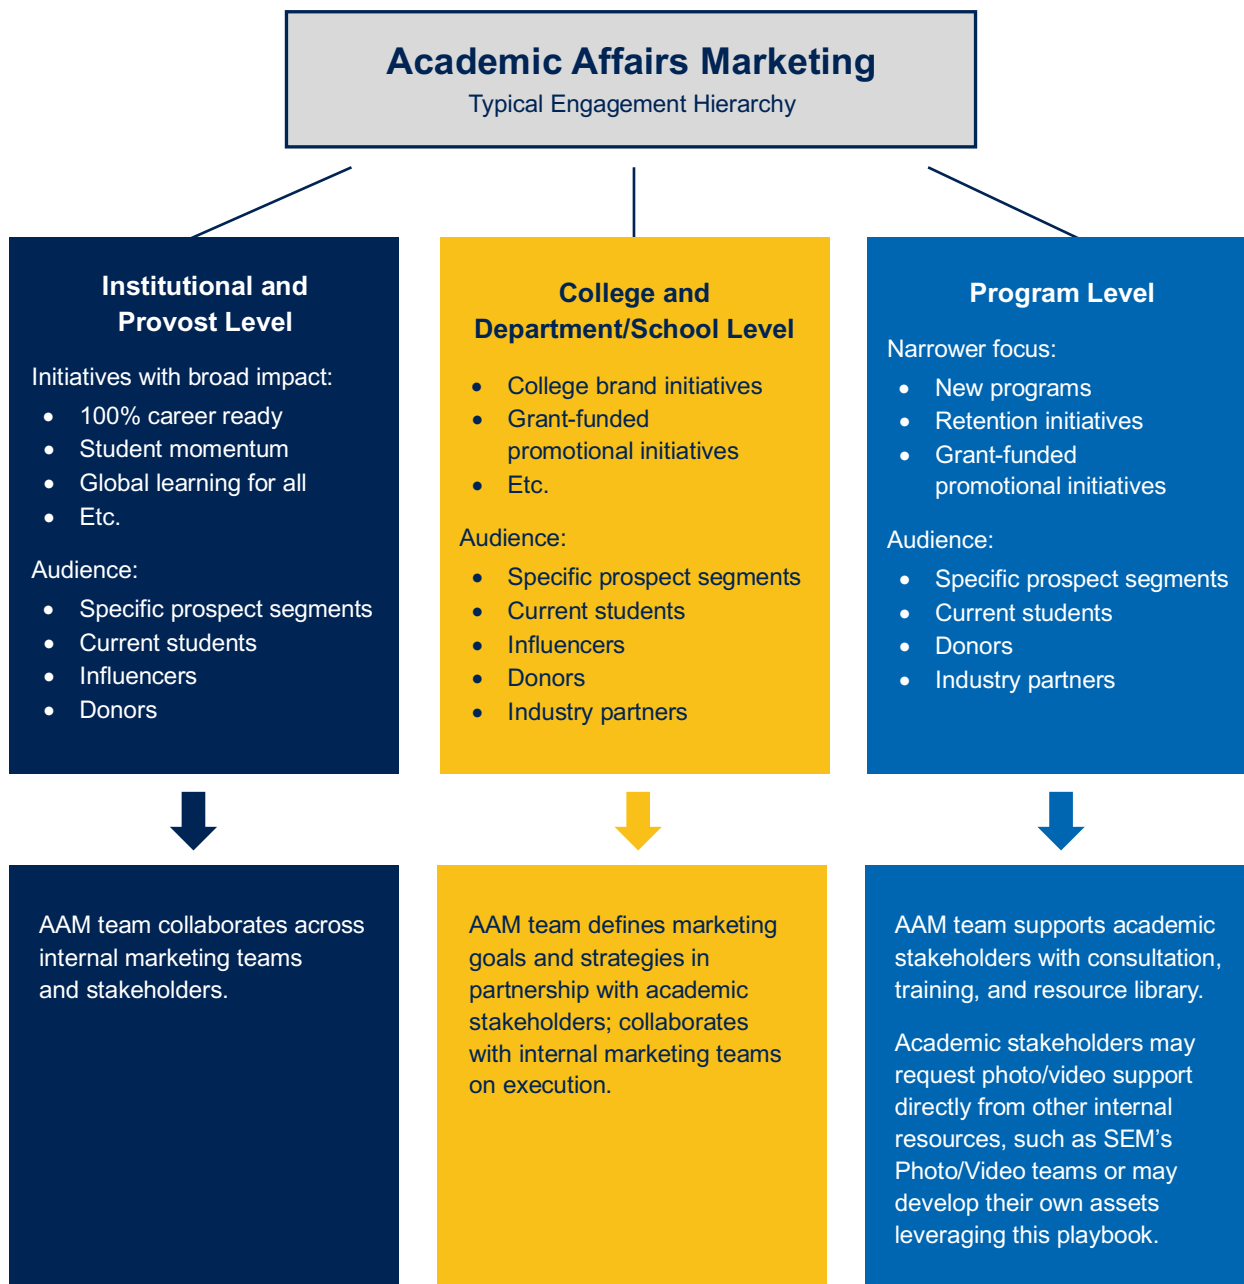 Academic Affairs Marketing
Typical Engagement Hierarchy
Institutional and
Provost Level
Initiatives with broad impact:
• 100% career ready
• Student momentum
• Global learning for all
• Etc.
Audience:
• Specific prospect segments
• Current students
• Influencers
• Donors
College and
Department/School Level
• College brand initiatives
• Grant-funded
promotional initiatives
• Etc.
Audience:
• Specific prospect segments
• Current students
• Influencers
• Donors
• Industry partners
Program Level
Narrower focus:
• New programs
• Retention initiatives
• Grant-funded
promotional initiatives
Audience:
• Specific prospect segments
• Current students
• Donors
• Industry partners
AAM team collaborates across
internal marketing teams
and stakeholders.
AAM team defines marketing
goals and strategies in
partnership with academic
stakeholders; collaborates
with internal marketing teams
on execution.
AAM team supports academic
stakeholders with consultation,
training, and resource library.
Academic stakeholders may
request photo/video support
directly from other internal
resources, such as SEM’s
Photo/Video teams or may
develop their own assets
leveraging this playbook.